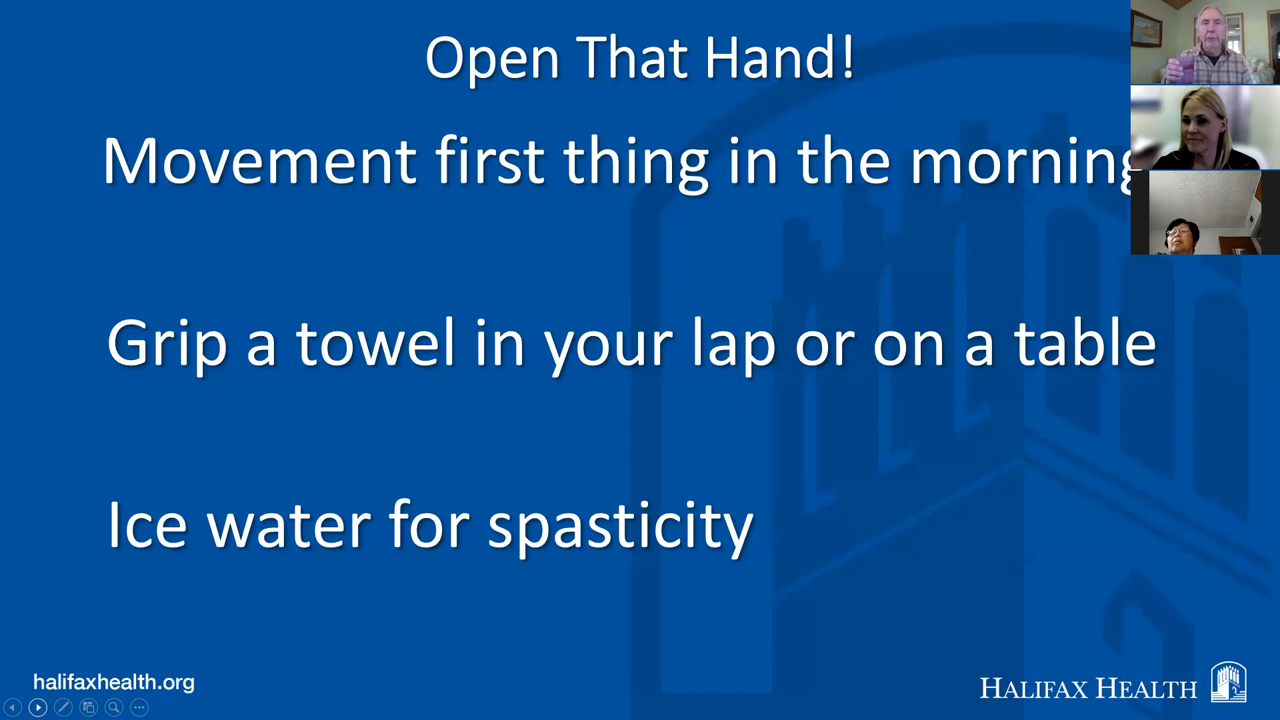 Open That Hand!
Movement first thing in the morning
Grip a towel in your lap or on a table
Ice water for spasticity
halifaxhealth.org
HALIFAX HEALTH